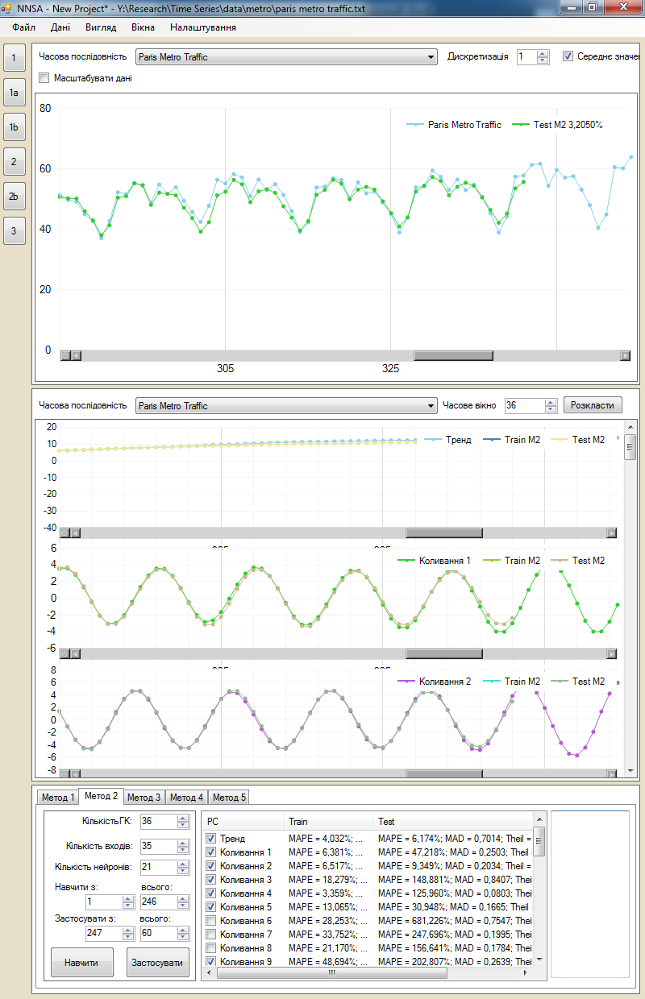 NNSA - New Project* - Y:\Research\Time Series\data\metro\paris metro traffic.txt
Файл Дані Вигляд Вікна Налаштування
Часова послідовність Paris Metro Traffic Дискретизація 1 Середнє значен
Масштабувати дані
1
1a
1b
2
2b
3
80
60
40
20
0
Paris Metro Traffic Test M2 3,2050%
305 325
Часова послідовність Paris Metro Traffic Часове вікно 36 Розкласти
20
10
0
-10
-20
-30
-40
Тренд Train M2 Test M2
6
4
2
0
-2
-4
-6
Коливання 1 Train M2 Test M2
8
6
4
2
0
-2
-4
-6
-8
Коливання 2 Train M2 Test M2
Метод 1 Метод 2 Метод 3 Метод 4 Метод 5
Кількість ГК: 36
Кількість входів: 35
Кількість нейронів: 21
Навчити з: всього:
1 246
Застосувати з: всього:
247 60
Навчити Застосувати
PC Train Test
Тренд MAPE = 4,032%; ... MAPE = 6,174%; MAD = 0,7014; Theil =
Коливання 1 MAPE = 6,381%; ... MAPE = 47,218%; MAD = 0,2503; Thei
Коливання 2 MAPE = 6,517%; ... MAPE = 9,349%; MAD = 0,2034; Theil =
Коливання 3 MAPE = 18,279%; ... MAPE = 148,881%; MAD = 0,8407; Thei
Коливання 4 MAPE = 3,359%; ... MAPE = 125,960%; MAD = 0,0803; Thei
Коливання 5 MAPE = 13,065%; ... MAPE = 30,948%; MAD = 0,1665; Theil
Коливання 6 MAPE = 28,253%; ... MAPE = 681,226%; MAD = 0,7547; Thei
Коливання 7 MAPE = 33,752%; ... MAPE = 247,696%; MAD = 0,1995; Thei
Коливання 8 MAPE = 21,170%; ... MAPE = 156,641%; MAD = 0,1784; Thei
Коливання 9 MAPE = 48,694%; ... MAPE = 202,807%; MAD = 0,2639; Thei